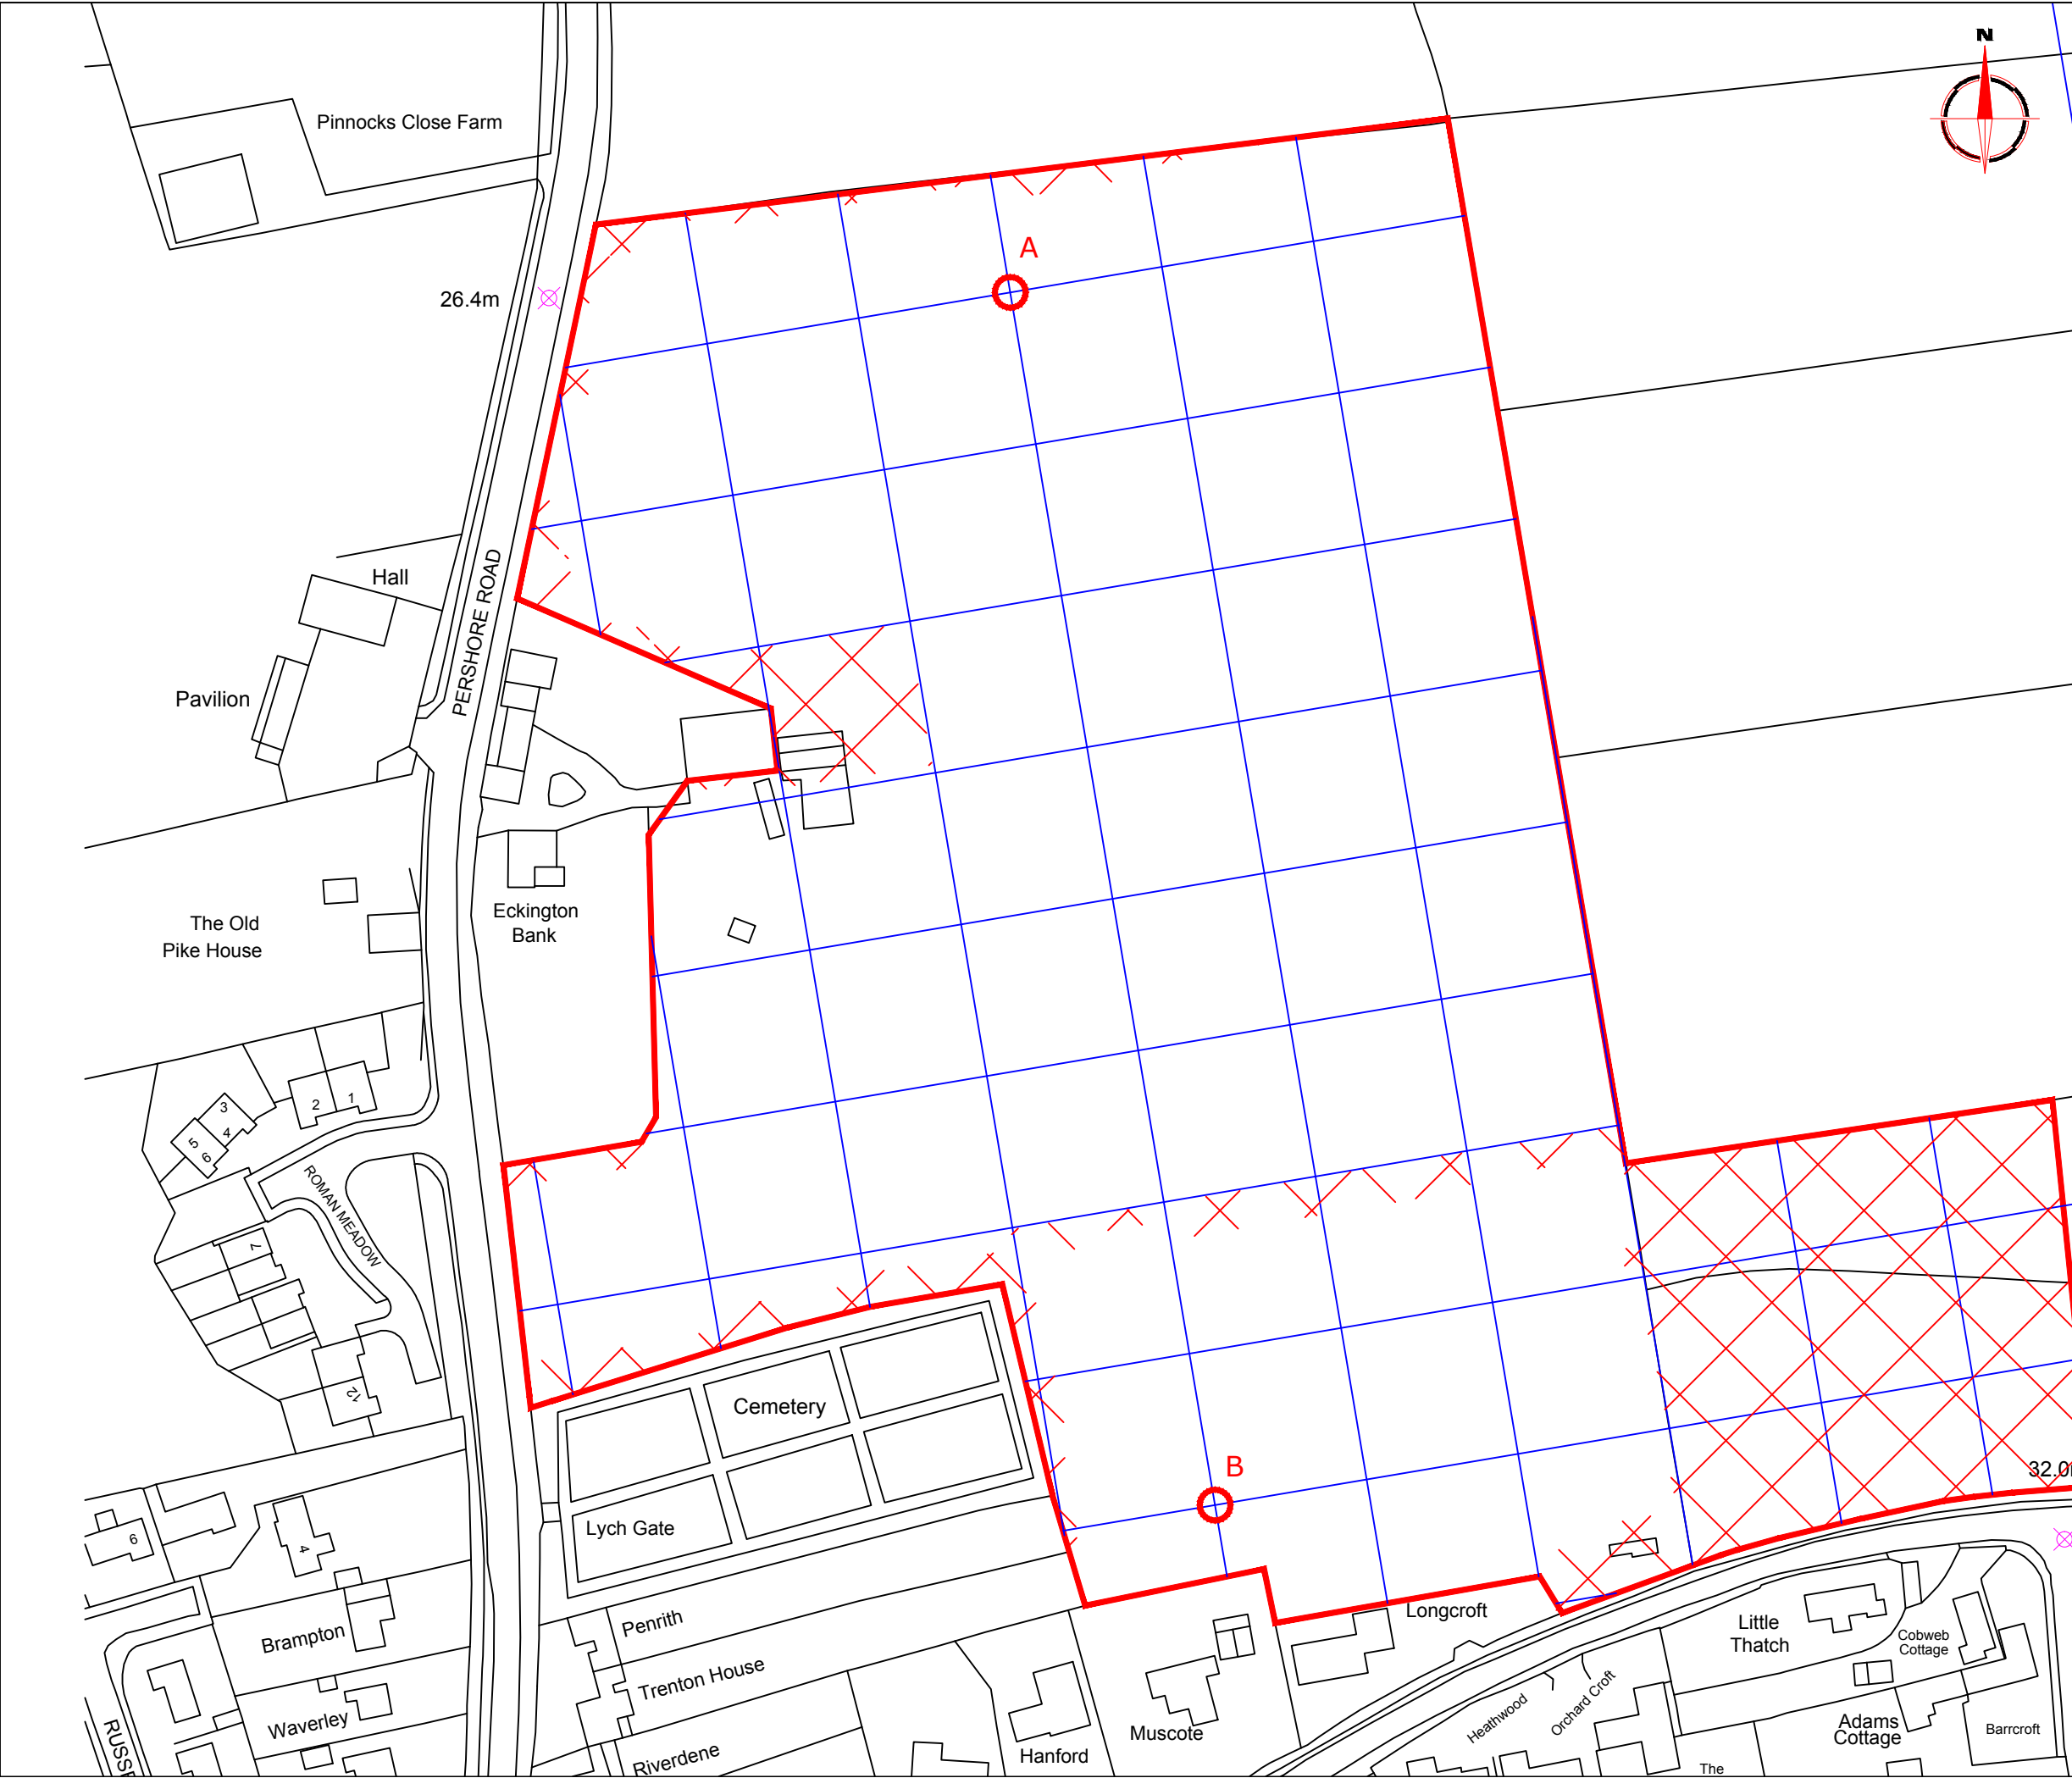 N
Pinnocks Close Farm
A
26.4m
PERSHORE ROAD
Hall
Pavilion
The Old
Pike House
Eckington
Bank
3
4
5
6
2
1
ROMAN MEADOW
7
12
Cemetery
Lych Gate
B
32.0
6
4
Brampton
Waverley
Penrith
Trenton House
Riverdene
Hanford
Muscote
Longcroft
Heathwood
Orchard Croft
Little
Thatch
Cobweb
Cottage
Adams
Cottage
Barrcroft
The